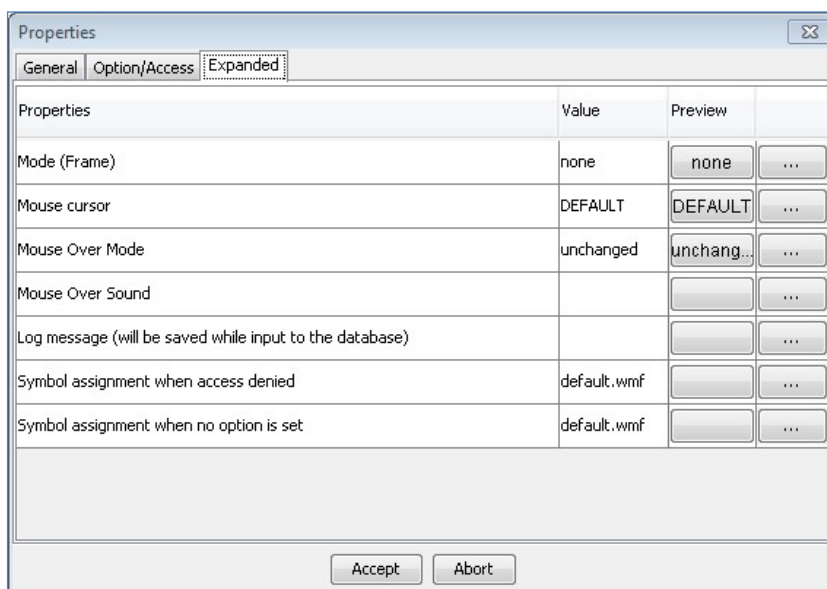 Properties
General Option/Access Expanded
Properties Value Preview
Mode (Frame) none none ...
Mouse cursor DEFAULT DEFAULT ...
Mouse Over Mode unchanged unchang... ...
Mouse Over Sound ...
Log message (will be saved while input to the database) ...
Symbol assignment when access denied default.wmf ...
Symbol assignment when no option is set default.wmf ...
Accept Abort